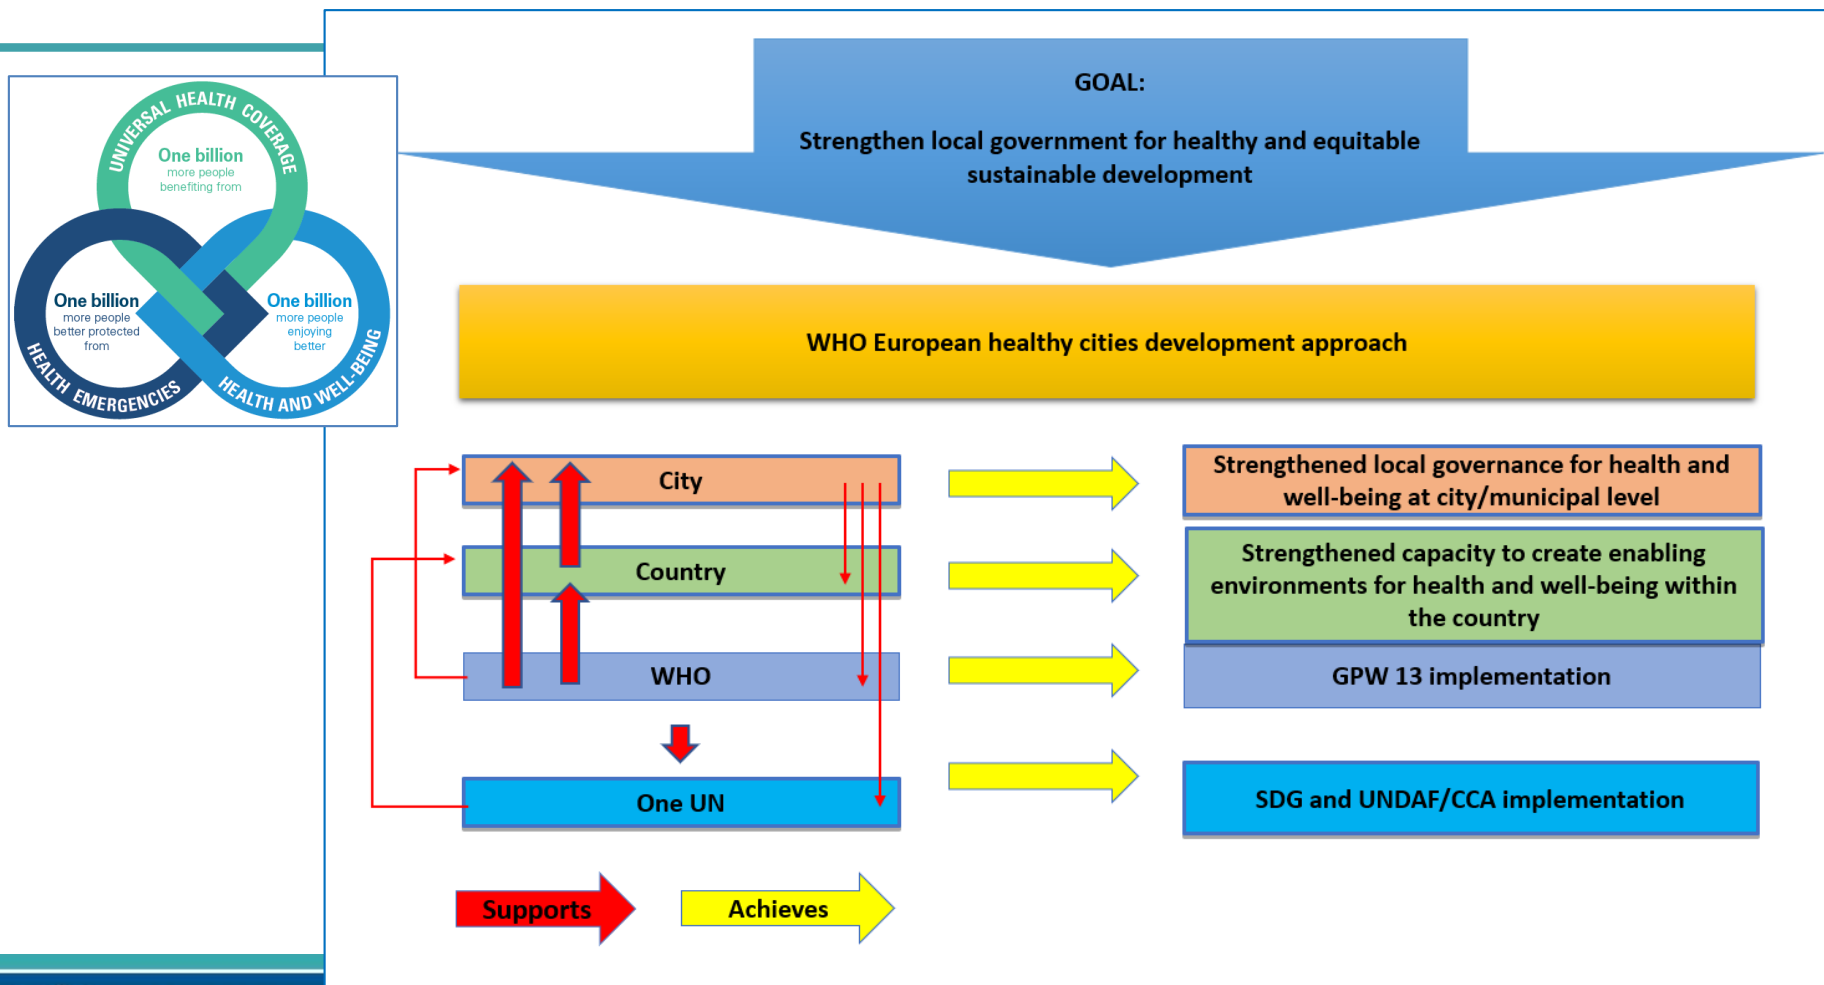 UNIVERSAL HEALTH COVERAGE
One billion
more people
benefiting from
One billion
more people
better protected
from
HEALTH EMERGENCIES
One billion
more people
enjoying
better
HEALTH AND WELL-BEING
GOAL:
Strengthen local government for healthy and equitable
sustainable development
WHO European healthy cities development approach
City
Strengthened local governance for health and
well-being at city/municipal level
Country
Strengthened capacity to create enabling
environments for health and well-being within
the country
WHO
GPW 13 implementation
One UN
SDG and UNDAF/CCA implementation
Supports
Achieves